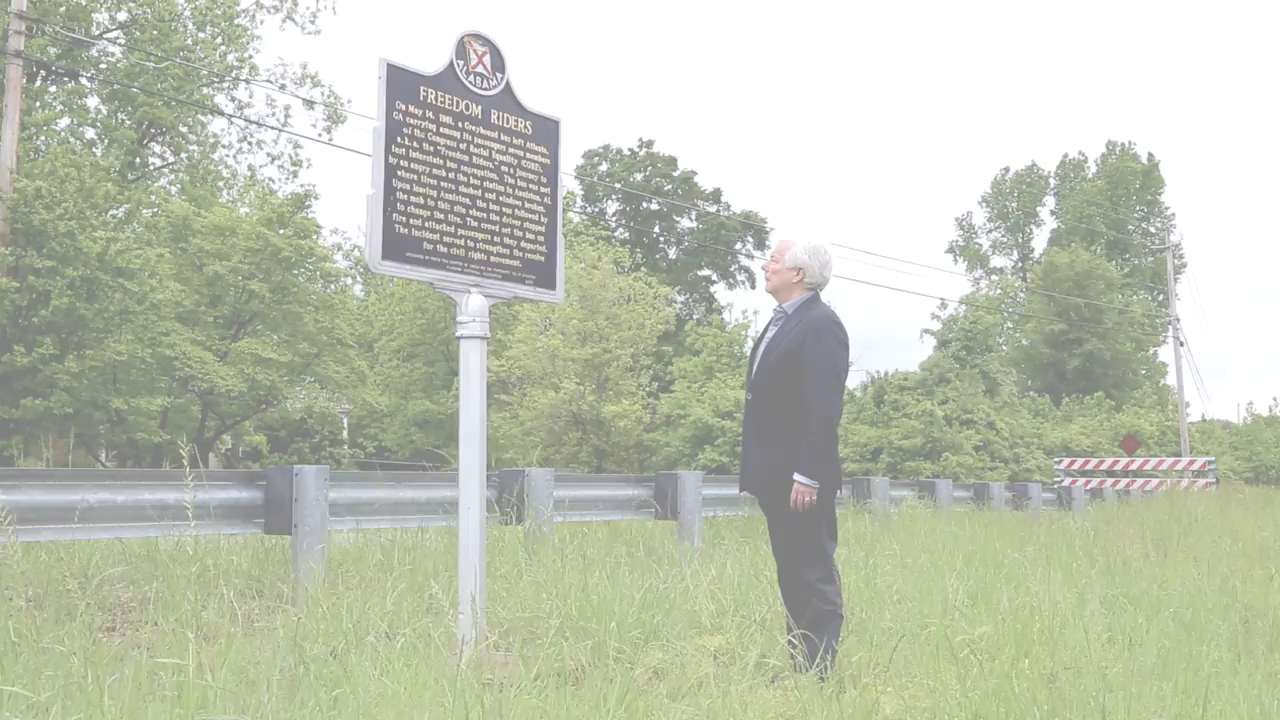 ALABAMA
FREEDOM RIDERS
On May 14, 1961, a Greyhound bus left Atlanta,
GA carrying among its passengers seven members
of the Congress of Racial Equality (CORE),
a.k.a. the "Freedom Riders," on a journey to
test interstate bus segregation. The bus was met
by an angry mob at the bus station in Anniston, AL
where tires were slashed and windows broken.
Upon leaving Anniston, the bus was followed by
the mob to this site where the driver stopped
to change the tire. The crowd set the bus on
fire and attacked passengers as they departed.
The incident served to strengthen the resolve
for the civil rights movement.